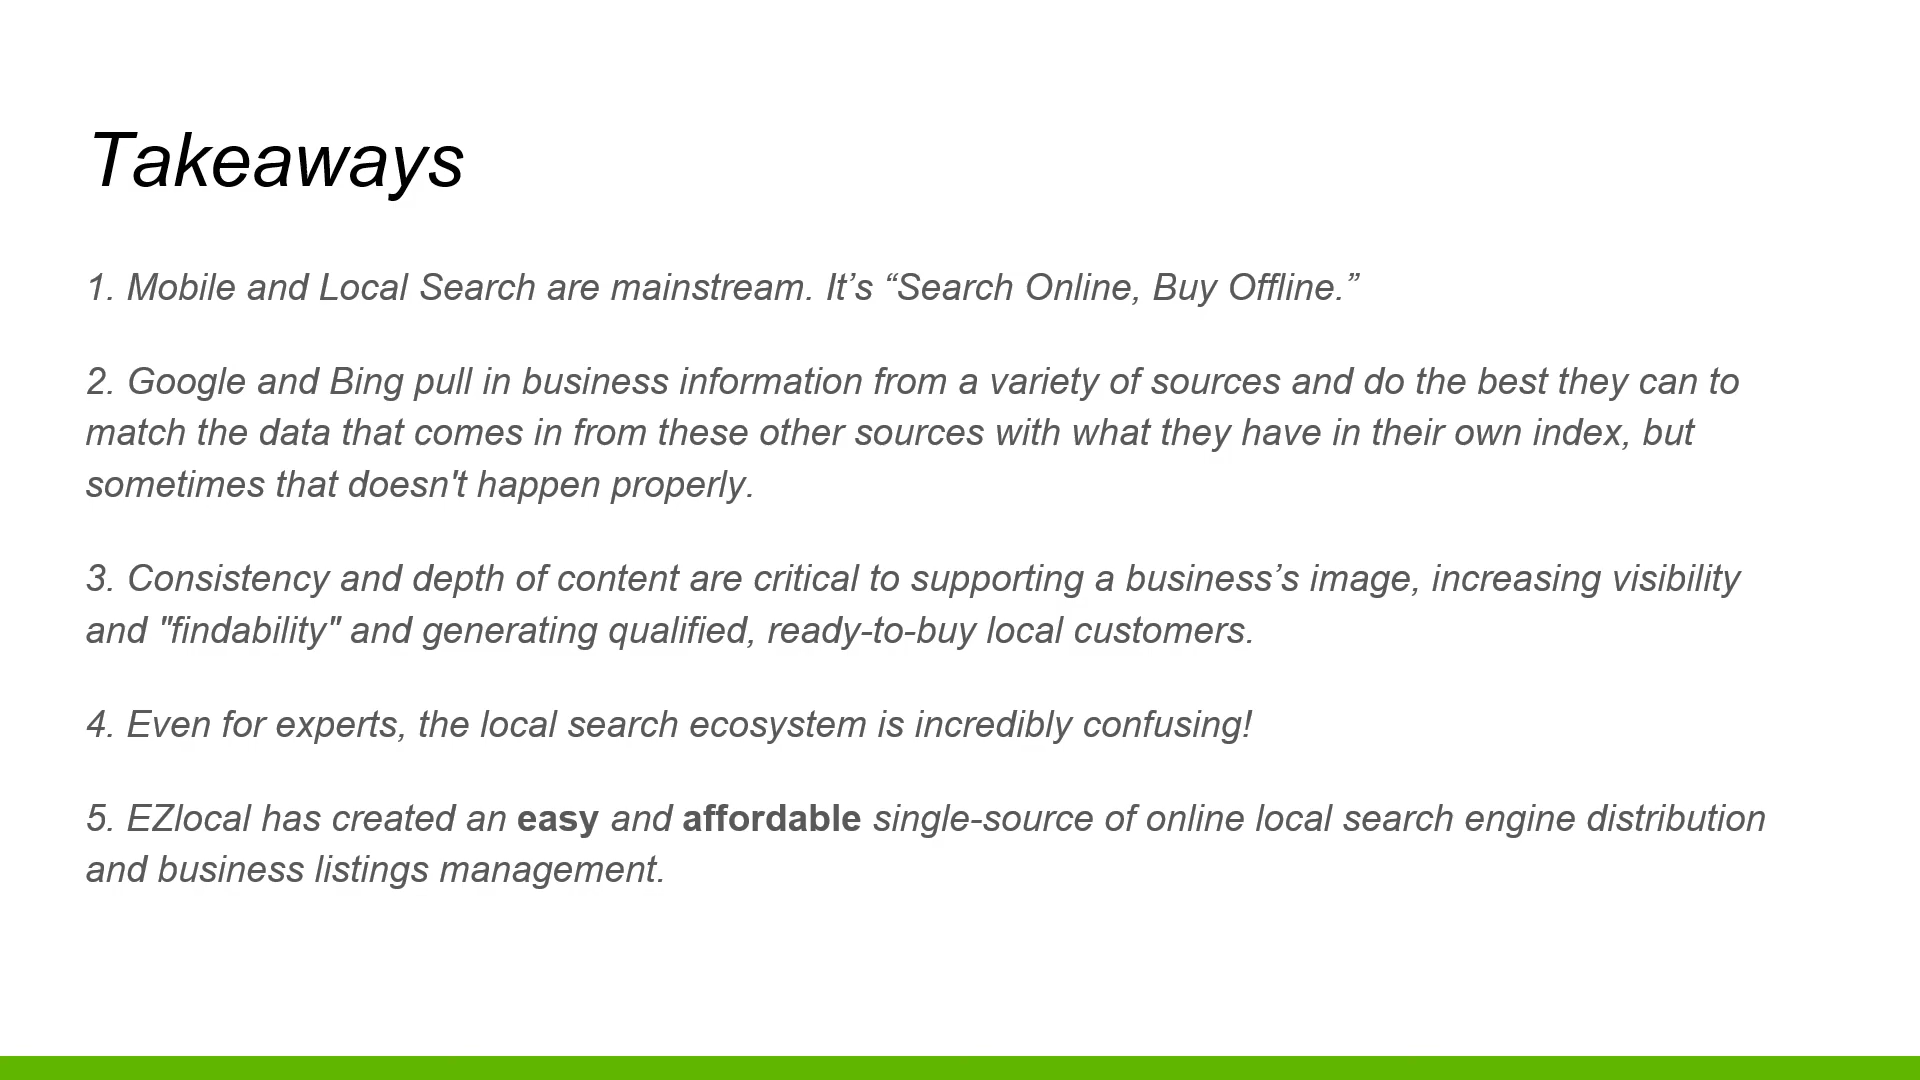 Takeaways
1. Mobile and Local Search are mainstream. It’s “Search Online, Buy Offline.”
2. Google and Bing pull in business information from a variety of sources and do the best they can to
match the data that comes in from these other sources with what they have in their own index, but
sometimes that doesn't happen properly.
3. Consistency and depth of content are critical to supporting a business’s image, increasing visibility
and "findability" and generating qualified, ready-to-buy local customers.
4. Even for experts, the local search ecosystem is incredibly confusing!
5. EZlocal has created an easy and affordable single-source of online local search engine distribution
and business listings management.